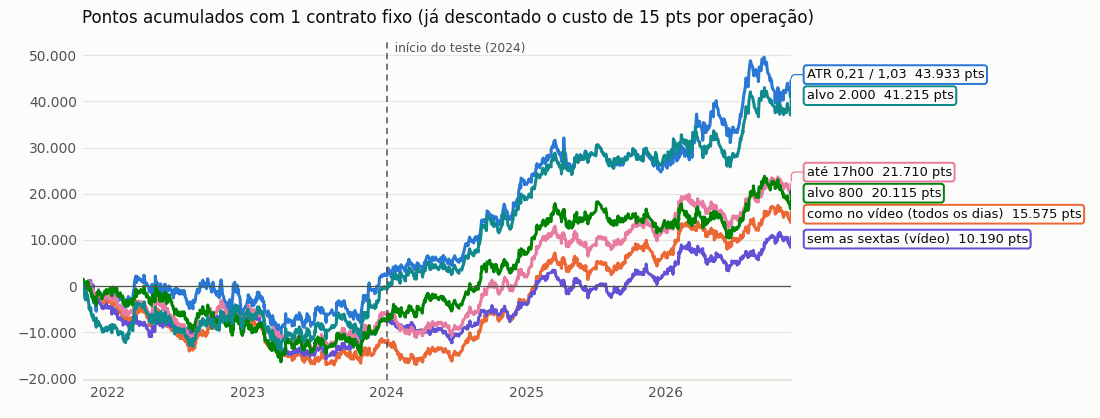 Pontos acumulados com 1 contrato fixo (já descontado o custo de 15 pts por operação)
início do teste (2024)
50.000
40.000
30.000
20.000
10.000
0
−10.000
−20.000
2022
2023
2024
2025
2026
ATR 0,21 / 1,03  43.933 pts
alvo 2.000  41.215 pts
até 17h00  21.710 pts
alvo 800  20.115 pts
como no vídeo (todos os dias)  15.575 pts
sem as sextas (vídeo)  10.190 pts